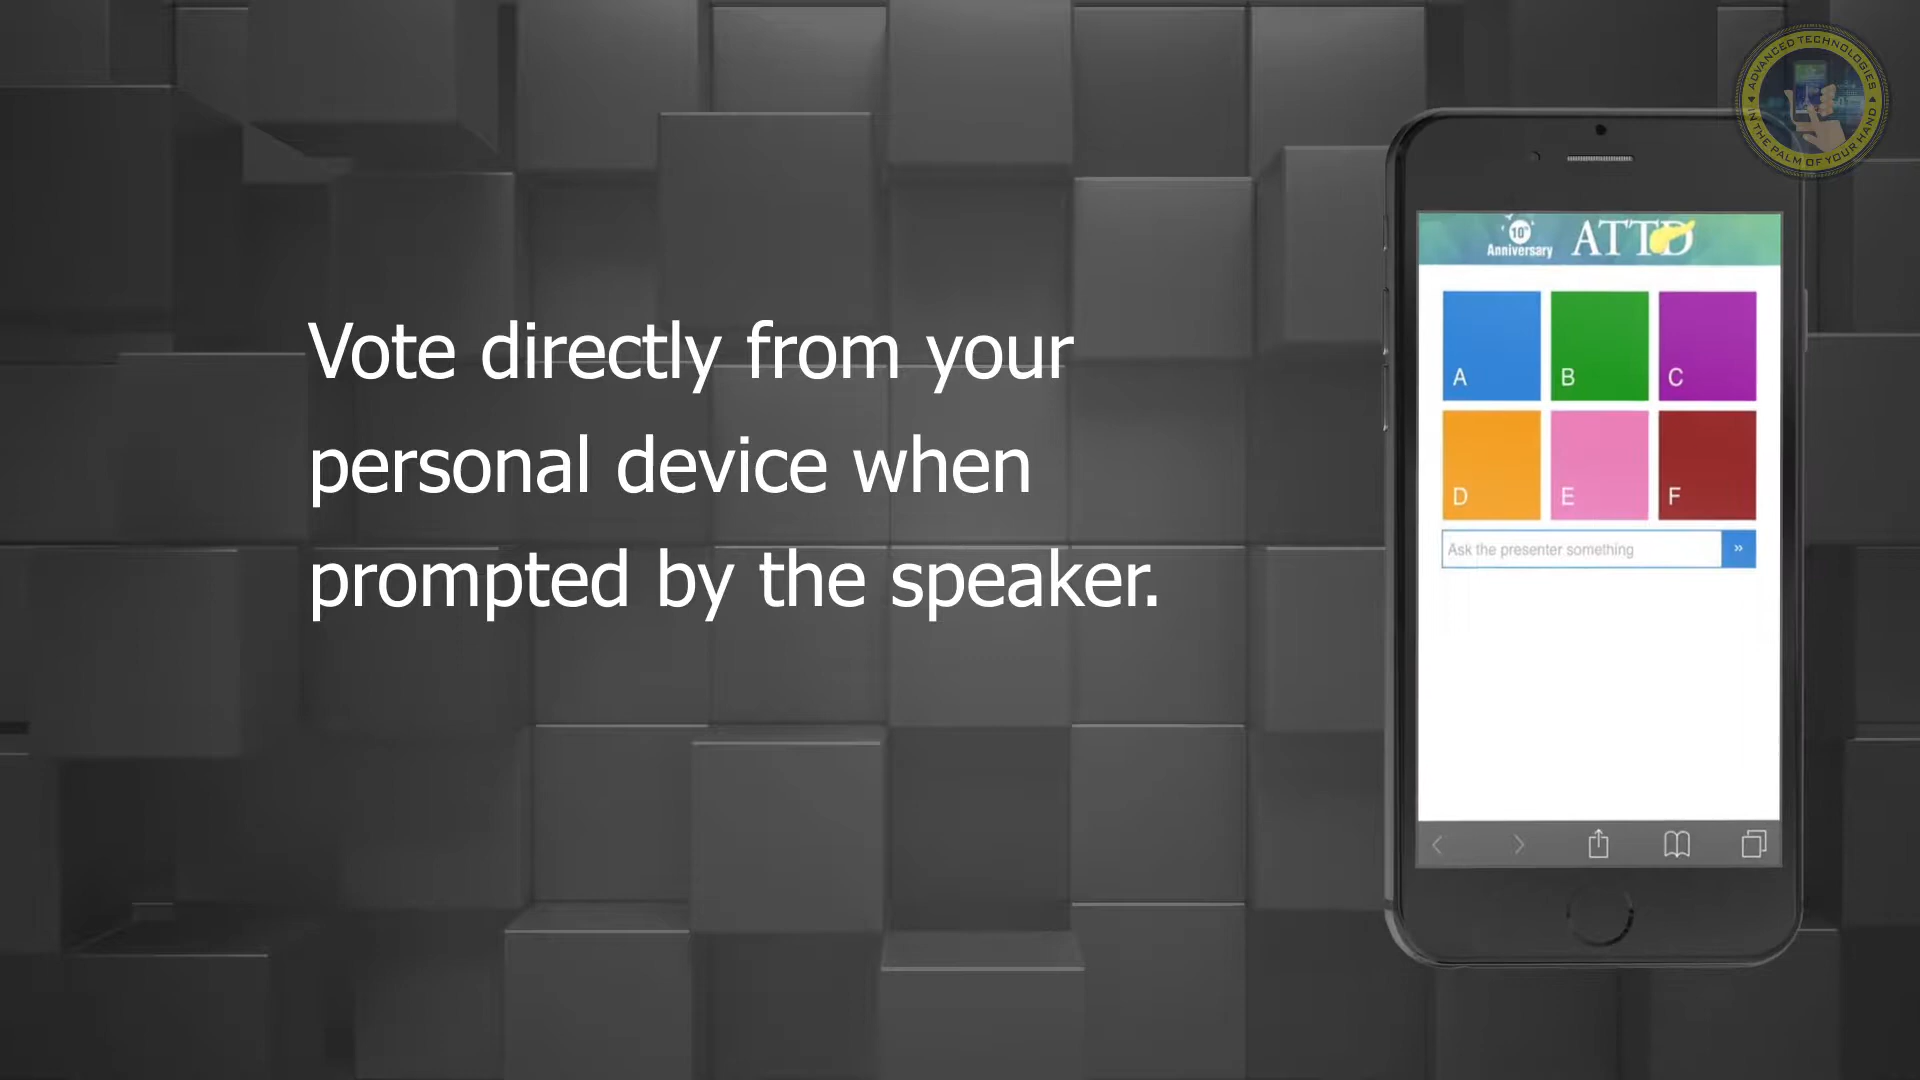 ADVANCED TECHNOLOGIES
IN THE PALM OF YOUR HAND
Vote directly from your
personal device when
prompted by the speaker.
10th
Anniversary
ATTD
A
B
C
D
E
F
Ask the presenter something
»